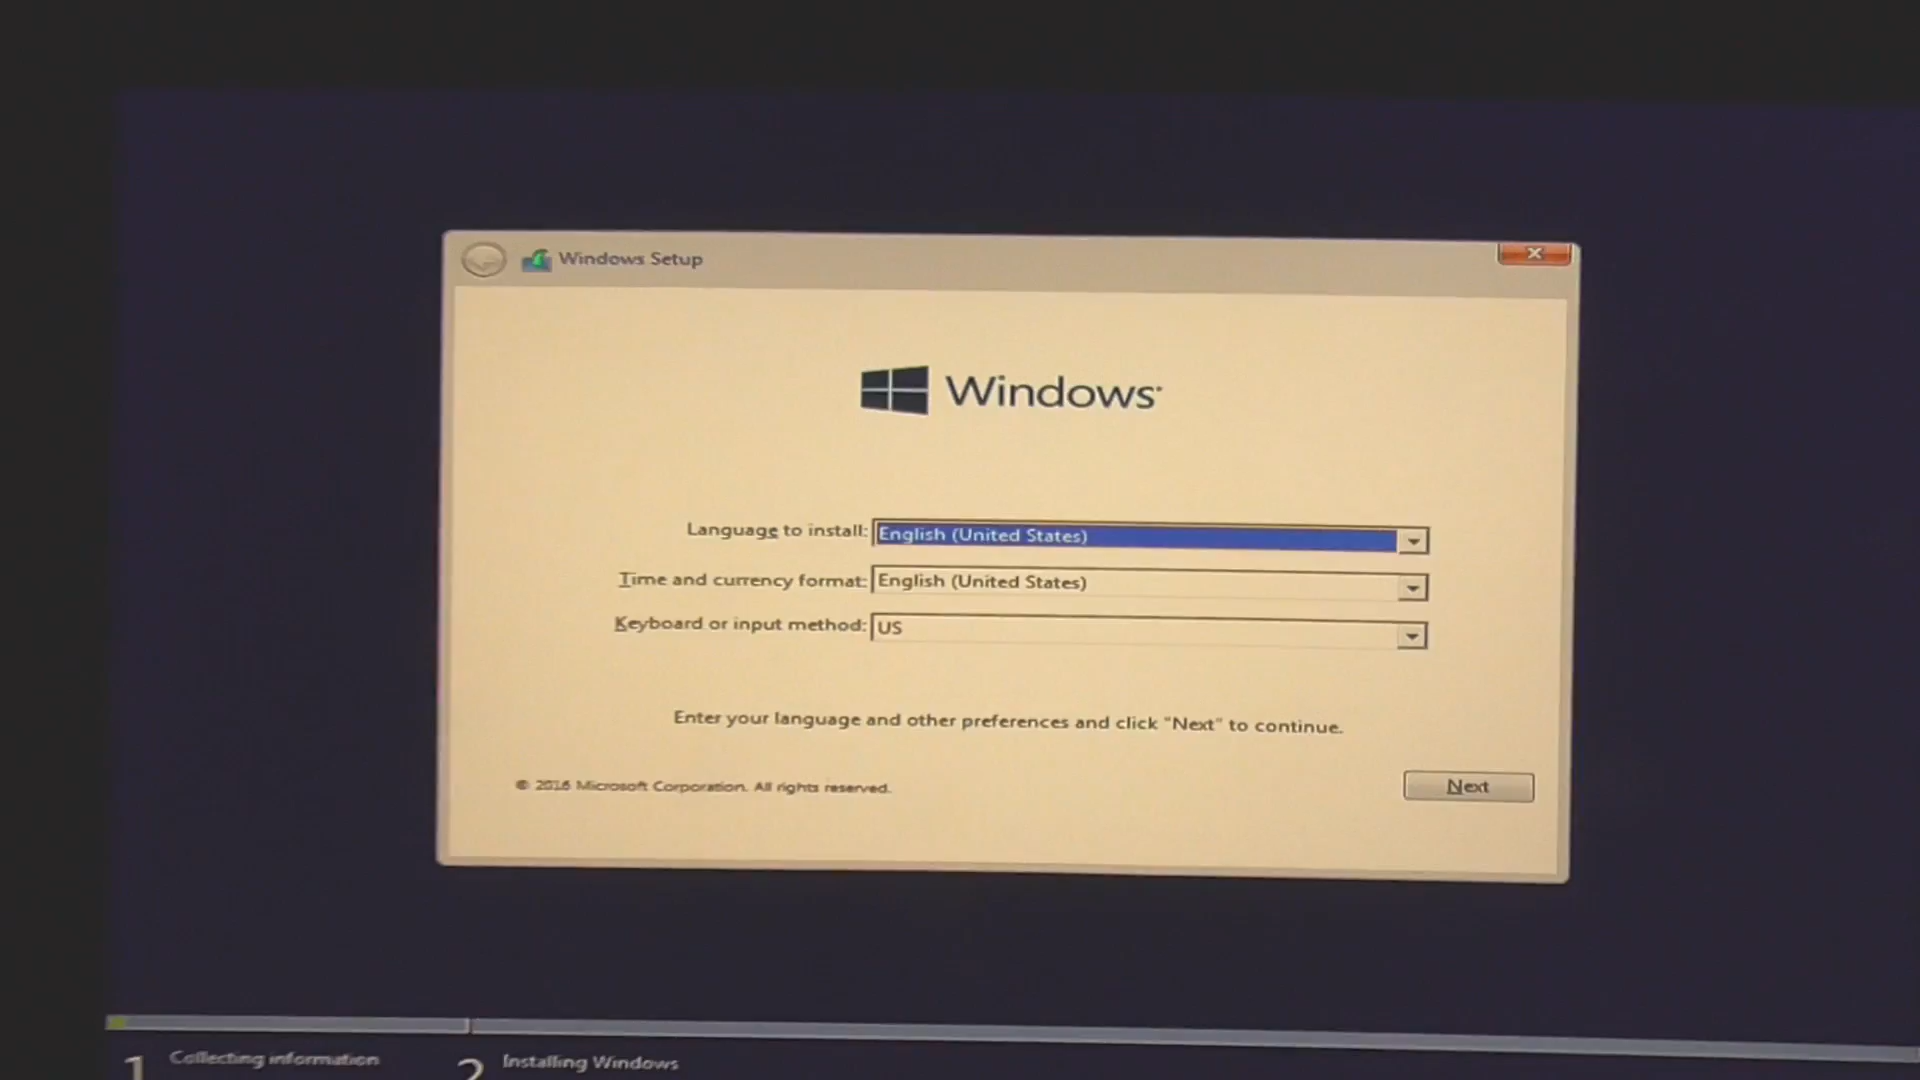 Windows Setup
Windows
Language to install: English (United States)
Time and currency format: English (United States)
Keyboard or input method: US
Enter your language and other preferences and click "Next" to continue.
© 2016 Microsoft Corporation. All rights reserved.
Next
1 Collecting information
2 Installing Windows